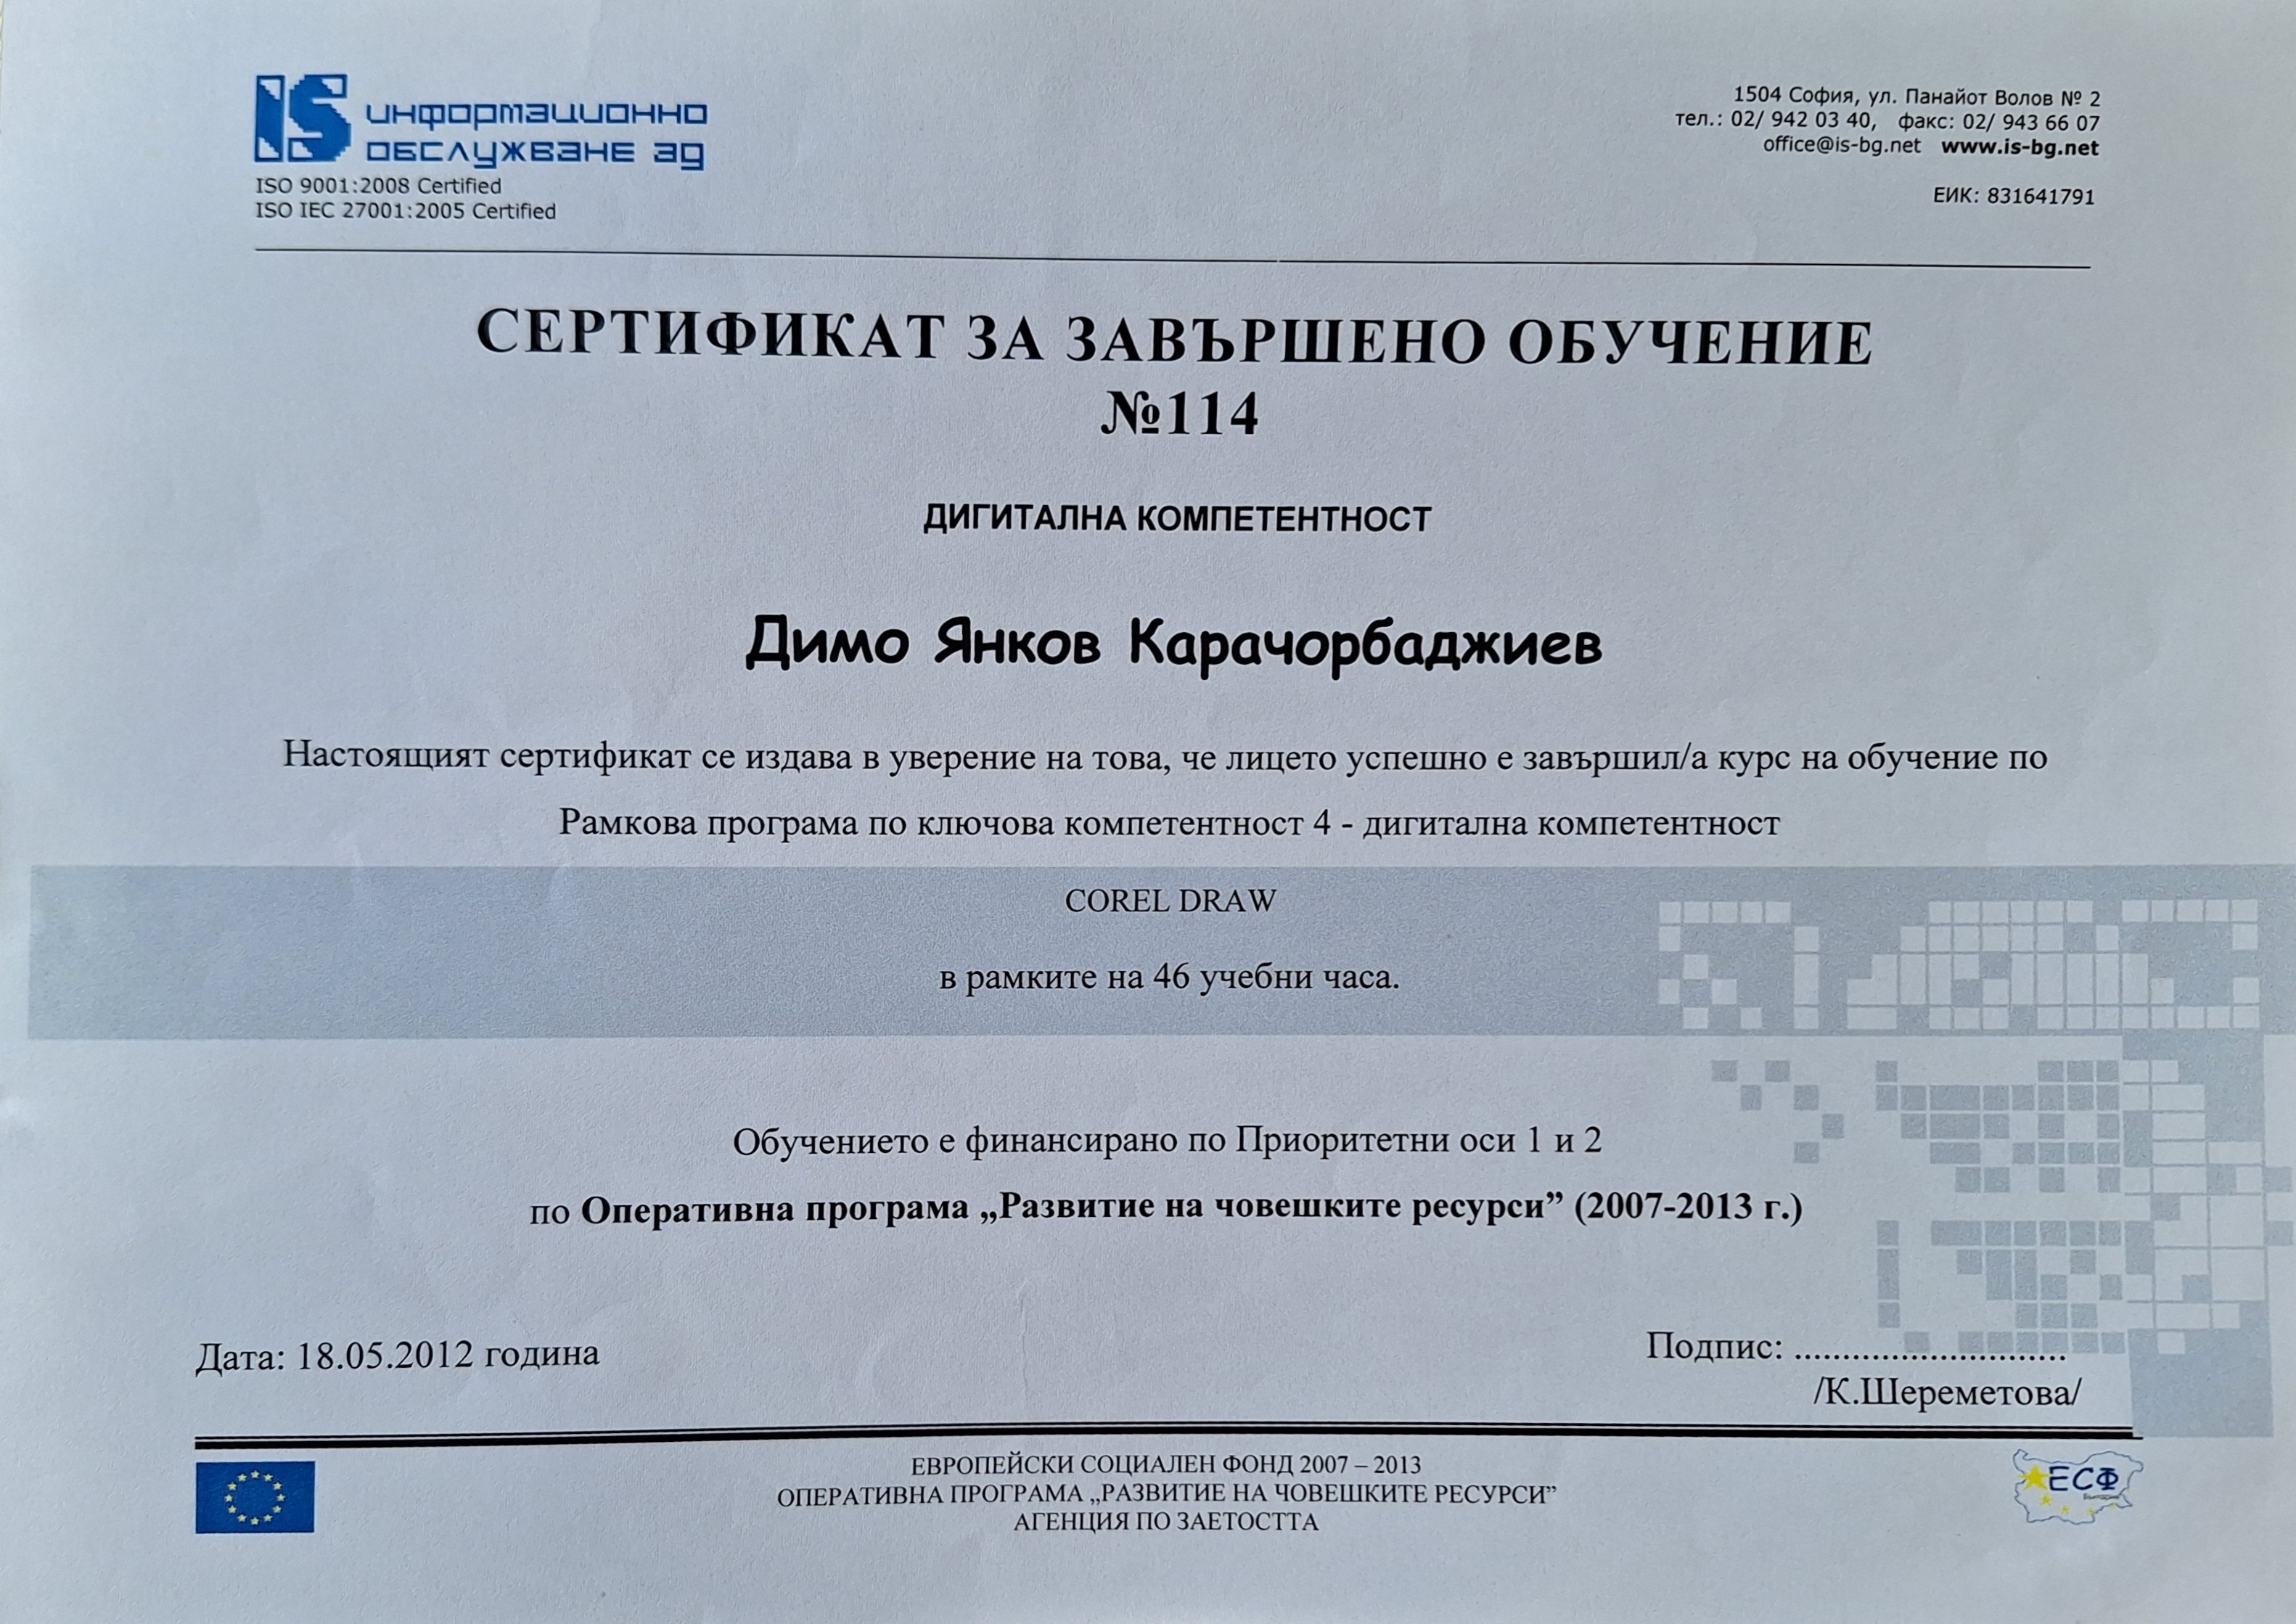 IS информационно
обслужване ад
ISO 9001:2008 Certified
ISO IEC 27001:2005 Certified
1504 София, ул. Панайот Волов № 2
тел.: 02/ 942 03 40, факс: 02/ 943 66 07
office@is-bg.net www.is-bg.net
ЕИК: 831641791
СЕРТИФИКАТ ЗА ЗАВЪРШЕНО ОБУЧЕНИЕ
№114
ДИГИТАЛНА КОМПЕТЕНТНОСТ
Димо Янков Карачорбаджиев
Настоящият сертификат се издава в уверение на това, че лицето успешно е завършил/а курс на обучение по
Рамкова програма по ключова компетентност 4 - дигитална компетентност
COREL DRAW
в рамките на 46 учебни часа.
Обучението е финансирано по Приоритетни оси 1 и 2
по Оперативна програма „Развитие на човешките ресурси” (2007-2013 г.)
Дата: 18.05.2012 година
Подпис: ............................
/К.Шереметова/
ЕВРОПЕЙСКИ СОЦИАЛЕН ФОНД 2007 – 2013
ОПЕРАТИВНА ПРОГРАМА „РАЗВИТИЕ НА ЧОВЕШКИТЕ РЕСУРСИ”
АГЕНЦИЯ ПО ЗАЕТОСТТА
ЕСФ